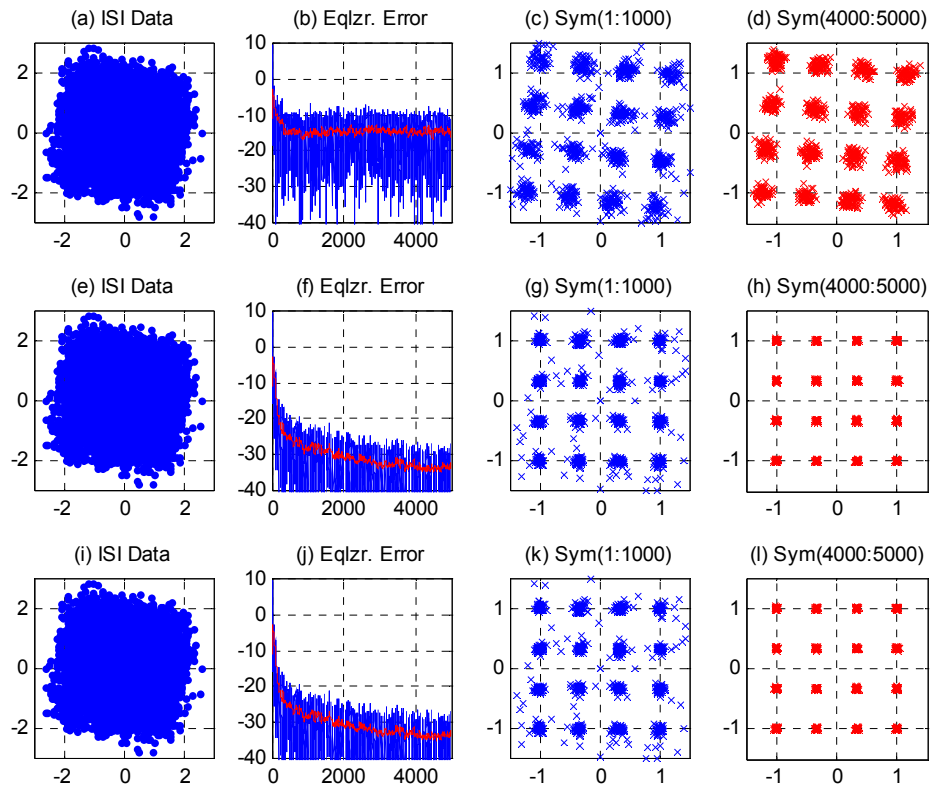 (a) ISI Data (b) Eqlzr. Error (c) Sym(1:1000) (d) Sym(4000:5000)
2 10 1 1
0 0 0 0
-2 -10 -1 -1
-20
-30
-40
-2 0 2 0 2000 4000 -1 0 1 -1 0 1
(e) ISI Data (f) Eqlzr. Error (g) Sym(1:1000) (h) Sym(4000:5000)
2 10 1 1
0 0 0 0
-2 -10 -1 -1
-20
-30
-40
-2 0 2 0 2000 4000 -1 0 1 -1 0 1
(i) ISI Data (j) Eqlzr. Error (k) Sym(1:1000) (l) Sym(4000:5000)
2 10 1 1
0 0 0 0
-2 -10 -1 -1
-20
-30
-40
-2 0 2 0 2000 4000 -1 0 1 -1 0 1